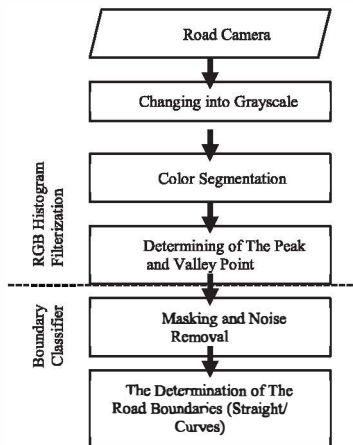 Road Camera
Changing into Grayscale
Color Segmentation
Determining of The Peak
and Valley Point
RGB Histogram
Filterization
Masking and Noise
Removal
The Determination of The
Road Boundaries (Straight/
Curves)
Boundary
Classifier